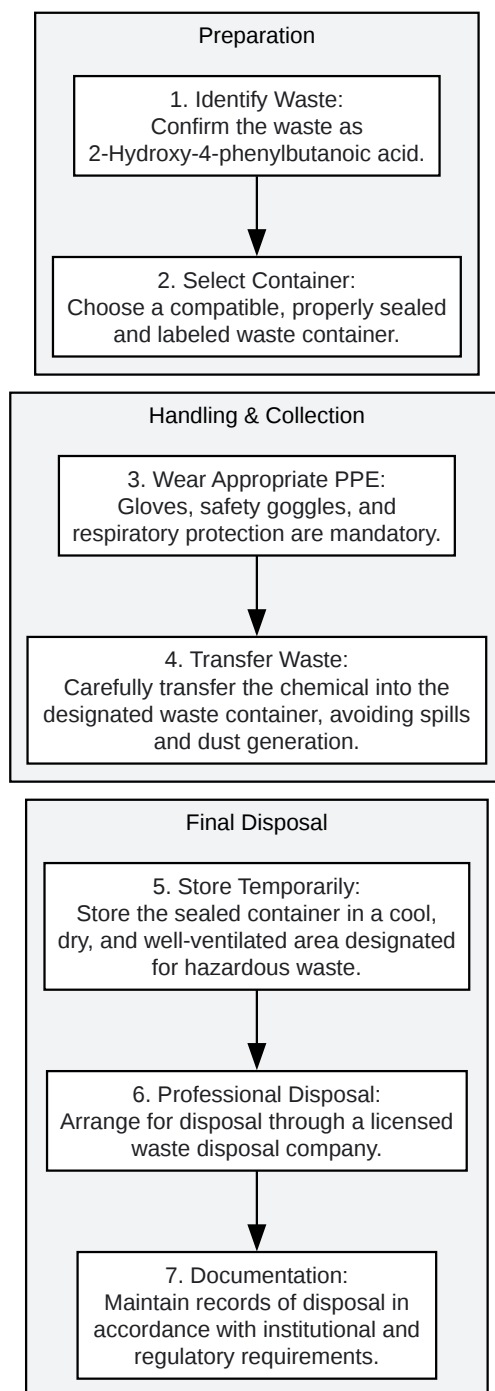 Preparation
1. Identify Waste:
Confirm the waste as
2-Hydroxy-4-phenylbutanoic acid.
2. Select Container:
Choose a compatible, properly sealed
and labeled waste container.
Handling & Collection
3. Wear Appropriate PPE:
Gloves, safety goggles, and
respiratory protection are mandatory.
4. Transfer Waste:
Carefully transfer the chemical into the
designated waste container, avoiding spills
and dust generation.
Final Disposal
5. Store Temporarily:
Store the sealed container in a cool,
dry, and well-ventilated area designated
for hazardous waste.
6. Professional Disposal:
Arrange for disposal through a licensed
waste disposal company.
7. Documentation:
Maintain records of disposal in
accordance with institutional and
regulatory requirements.